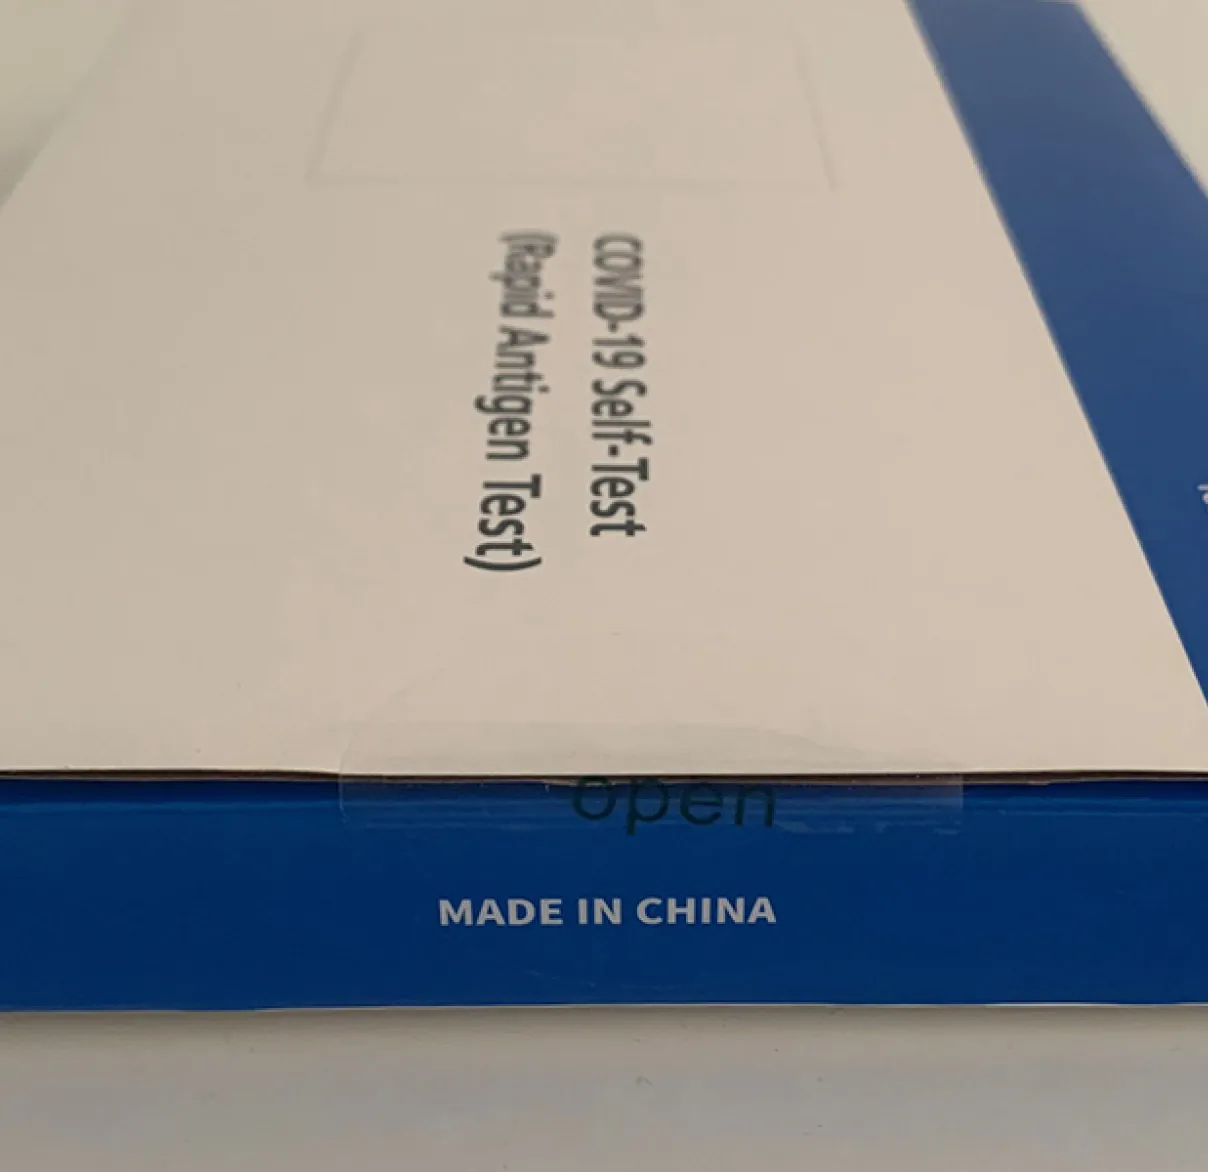 COVID-19 Self-Test
(Rapid Antigen Test)
open
MADE IN CHINA